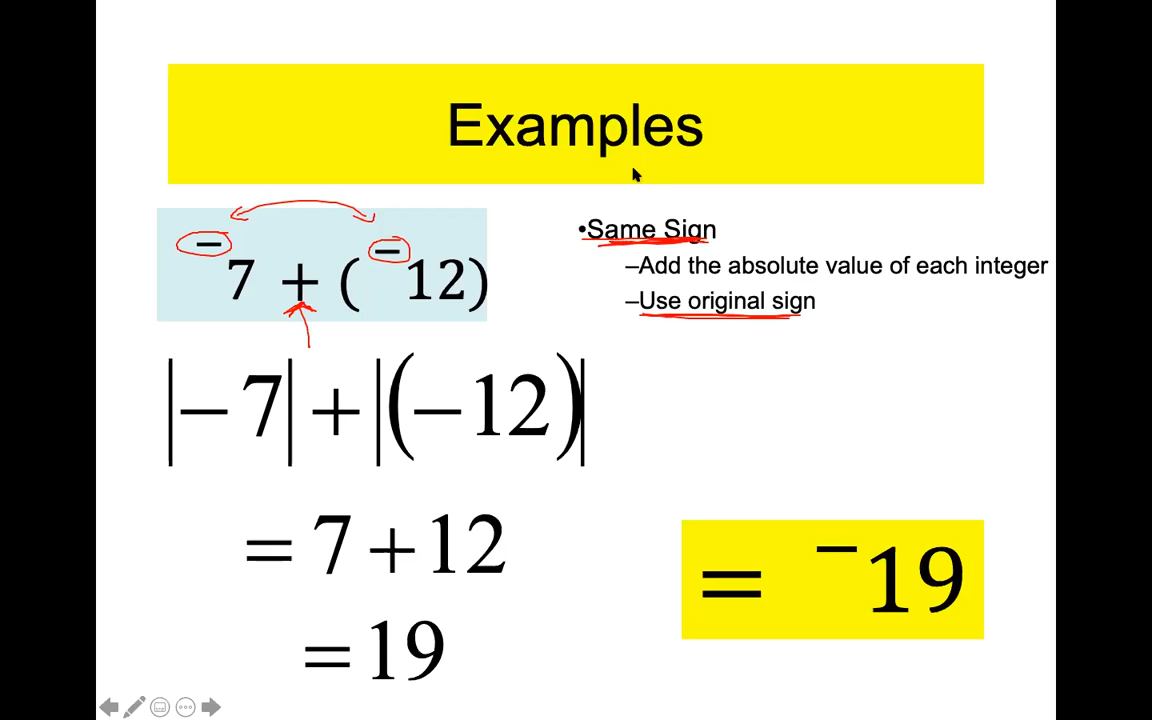 Examples
⁻7 + (⁻12)
•Same Sign
–Add the absolute value of each integer
–Use original sign
|−7|+|(−12)|
=7+12
=19
= ⁻19